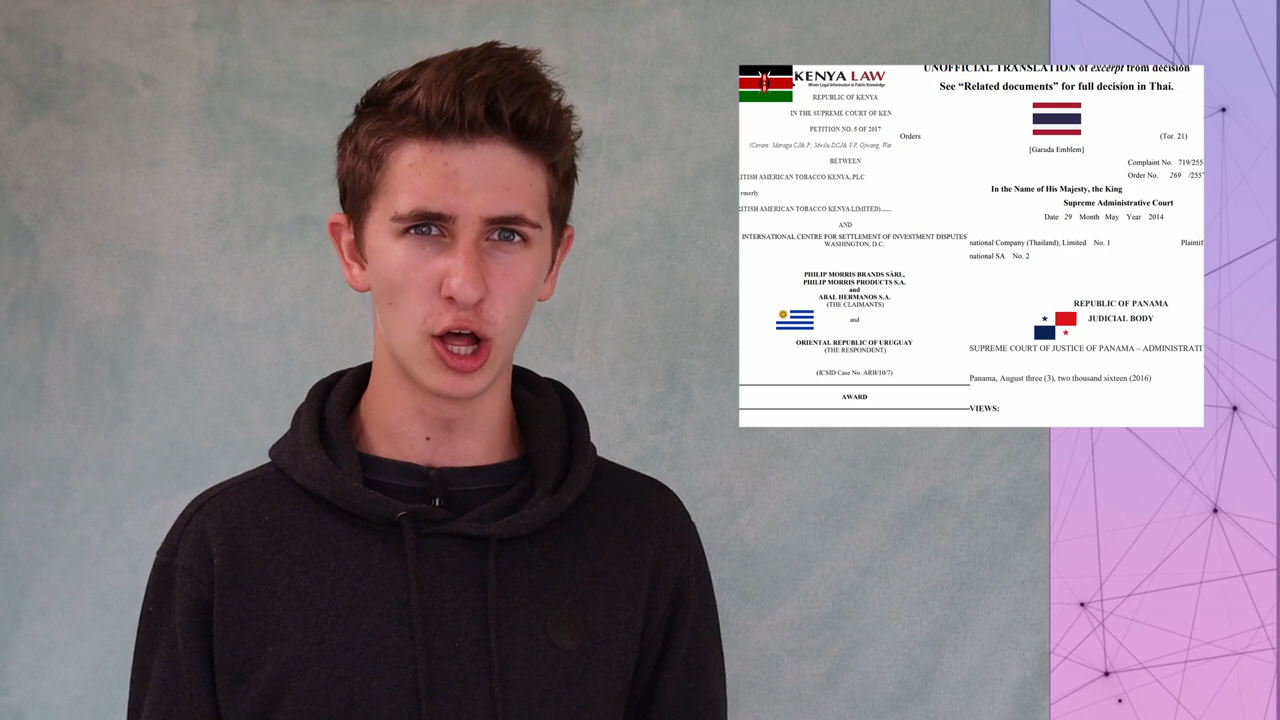 KENYA LAW
Where Legal Information is Public Knowledge
REPUBLIC OF KENYA
IN THE SUPREME COURT OF KEN
PETITION NO. 5 OF 2017
(Coram: Maraga CJ& P; Mwilu DCJ& V.P, Ojwang, Wa
BETWEEN
ITISH AMERICAN TOBACCO KENYA, PLC
rmerly
ITISH AMERICAN TOBACCO KENYA LIMITED)......
AND
INTERNATIONAL CENTRE FOR SETTLEMENT OF INVESTMENT DISPUTES
WASHINGTON, D.C.
PHILIP MORRIS BRANDS SÀRL,
PHILIP MORRIS PRODUCTS S.A.
and
ABAL HERMANOS S.A.
(THE CLAIMANTS)
and
ORIENTAL REPUBLIC OF URUGUAY
(THE RESPONDENT)
(ICSID Case No. ARB/10/7)
AWARD
UNOFFICIAL TRANSLATION of excerpt from decision
See “Related documents” for full decision in Thai.
Orders
(Tor. 21)
[Garuda Emblem]
Complaint No. 719/255
Order No. 269 /255
In the Name of His Majesty, the King
Supreme Administrative Court
Date 29 Month May Year 2014
national Company (Thailand), Limited No. 1 Plaintif
national SA No. 2
REPUBLIC OF PANAMA
JUDICIAL BODY
SUPREME COURT OF JUSTICE OF PANAMA – ADMINISTRATI
Panama, August three (3), two thousand sixteen (2016)
VIEWS: